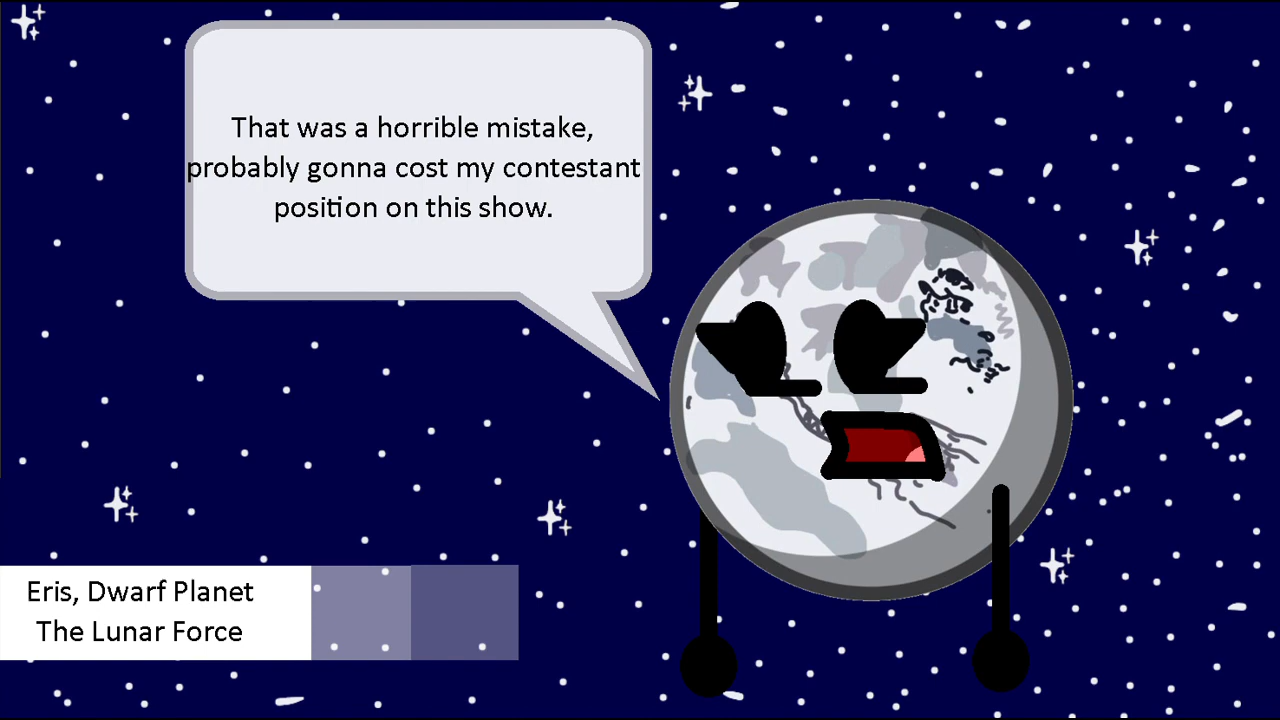 That was a horrible mistake,
probably gonna cost my contestant
position on this show.
Eris, Dwarf Planet
The Lunar Force